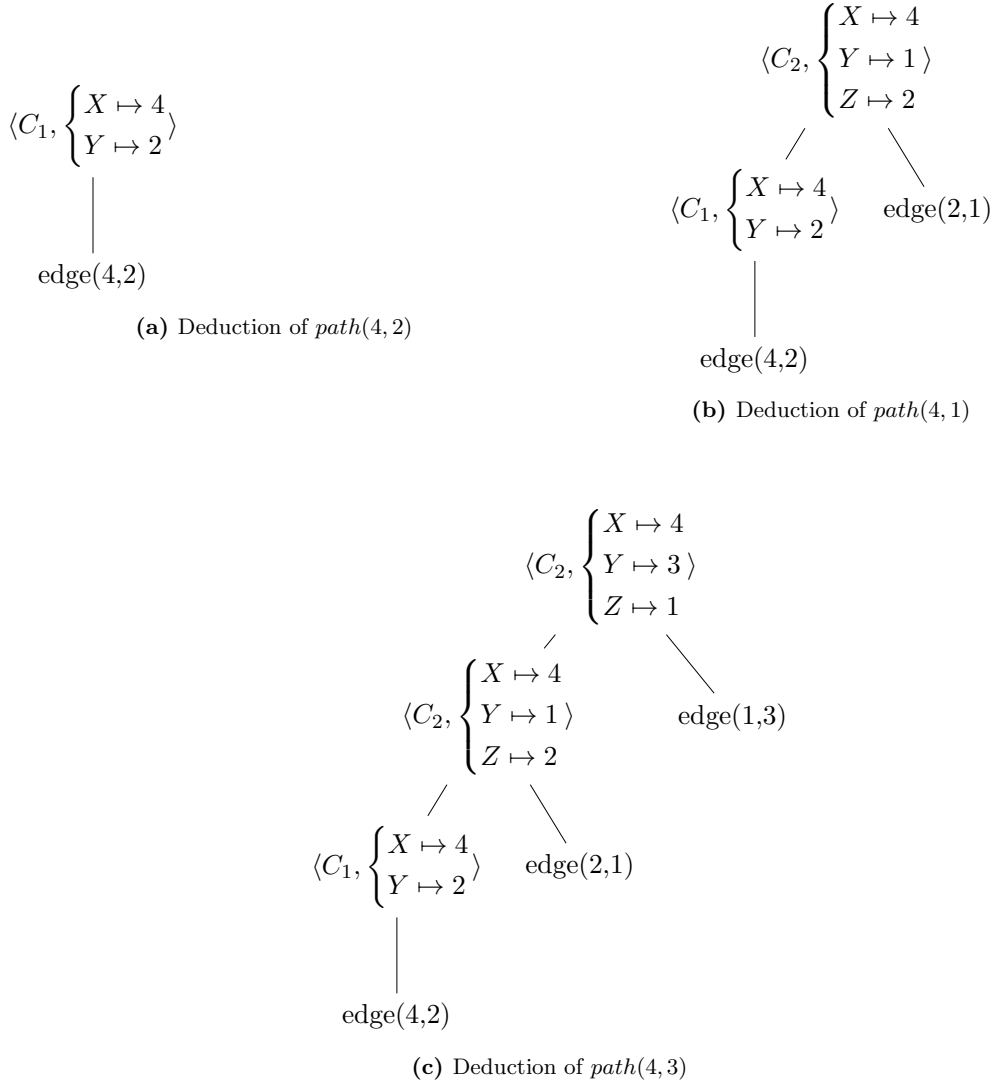 ⟨C₁, { X ↦ 4
Y ↦ 2 ⟩
edge(4,2)
(a) Deduction of path(4, 2)
⟨C₂, { X ↦ 4
Y ↦ 1 ⟩
Z ↦ 2
⟨C₁, { X ↦ 4
Y ↦ 2 ⟩
edge(2,1)
edge(4,2)
(b) Deduction of path(4, 1)
⟨C₂, { X ↦ 4
Y ↦ 3 ⟩
Z ↦ 1
⟨C₂, { X ↦ 4
Y ↦ 1 ⟩
Z ↦ 2
edge(1,3)
⟨C₁, { X ↦ 4
Y ↦ 2 ⟩
edge(2,1)
edge(4,2)
(c) Deduction of path(4, 3)